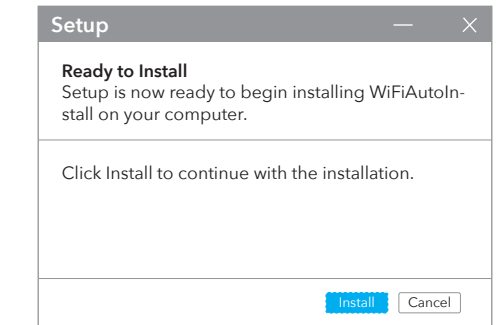 Setup
Ready to Install
Setup is now ready to begin installing WiFiAutoIn-
stall on your computer.
Click Install to continue with the installation.
Install Cancel